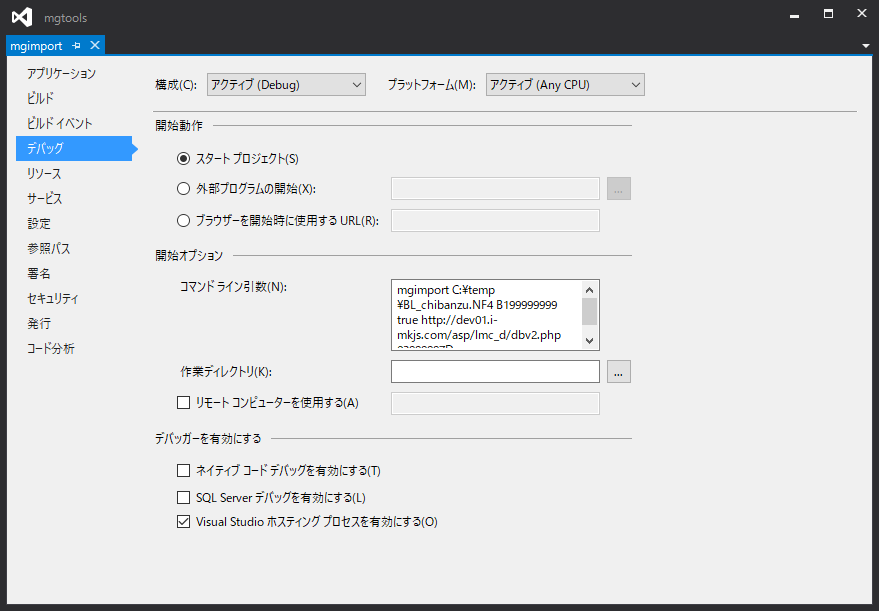 mgtools
mgimport
アプリケーション
ビルド
ビルド イベント
デバッグ
リソース
サービス
設定
参照パス
署名
セキュリティ
発行
コード分析
構成(C): アクティブ (Debug) プラットフォーム(M): アクティブ (Any CPU)
開始動作
スタート プロジェクト(S)
外部プログラムの開始(X):
...
ブラウザーを開始時に使用する URL(R):
開始オプション
コマンド ライン引数(N):
mgimport C:¥temp
¥BL_chibanzu.NF4 B199999999
true http://dev01.i-
mkjs.com/asp/lmc_d/dbv2.php
作業ディレクトリ(K):
...
リモート コンピューターを使用する(A)
デバッガーを有効にする
ネイティブ コード デバッグを有効にする(T)
SQL Server デバッグを有効にする(L)
Visual Studio ホスティング プロセスを有効にする(O)